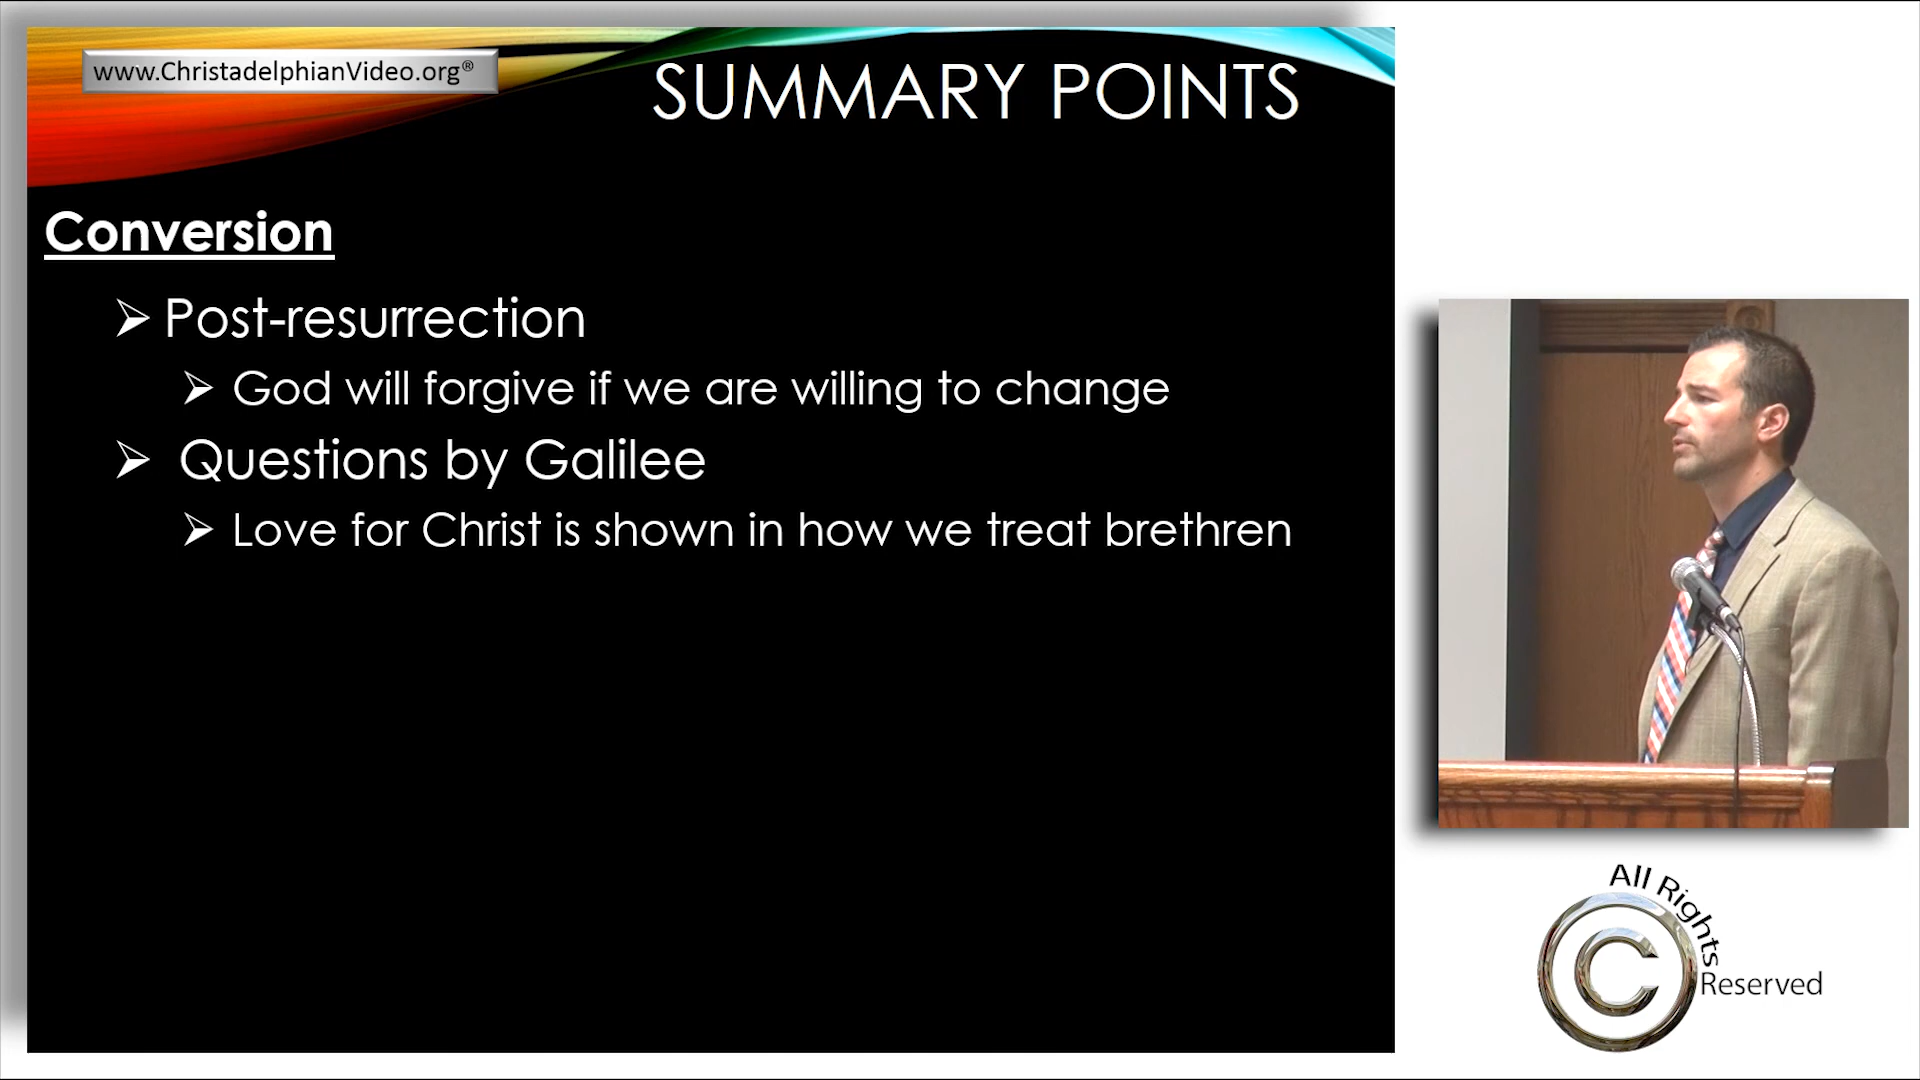 www.ChristadelphianVideo.org®
SUMMARY POINTS
Conversion
Post-resurrection
God will forgive if we are willing to change
Questions by Galilee
Love for Christ is shown in how we treat brethren
All Rights
Reserved